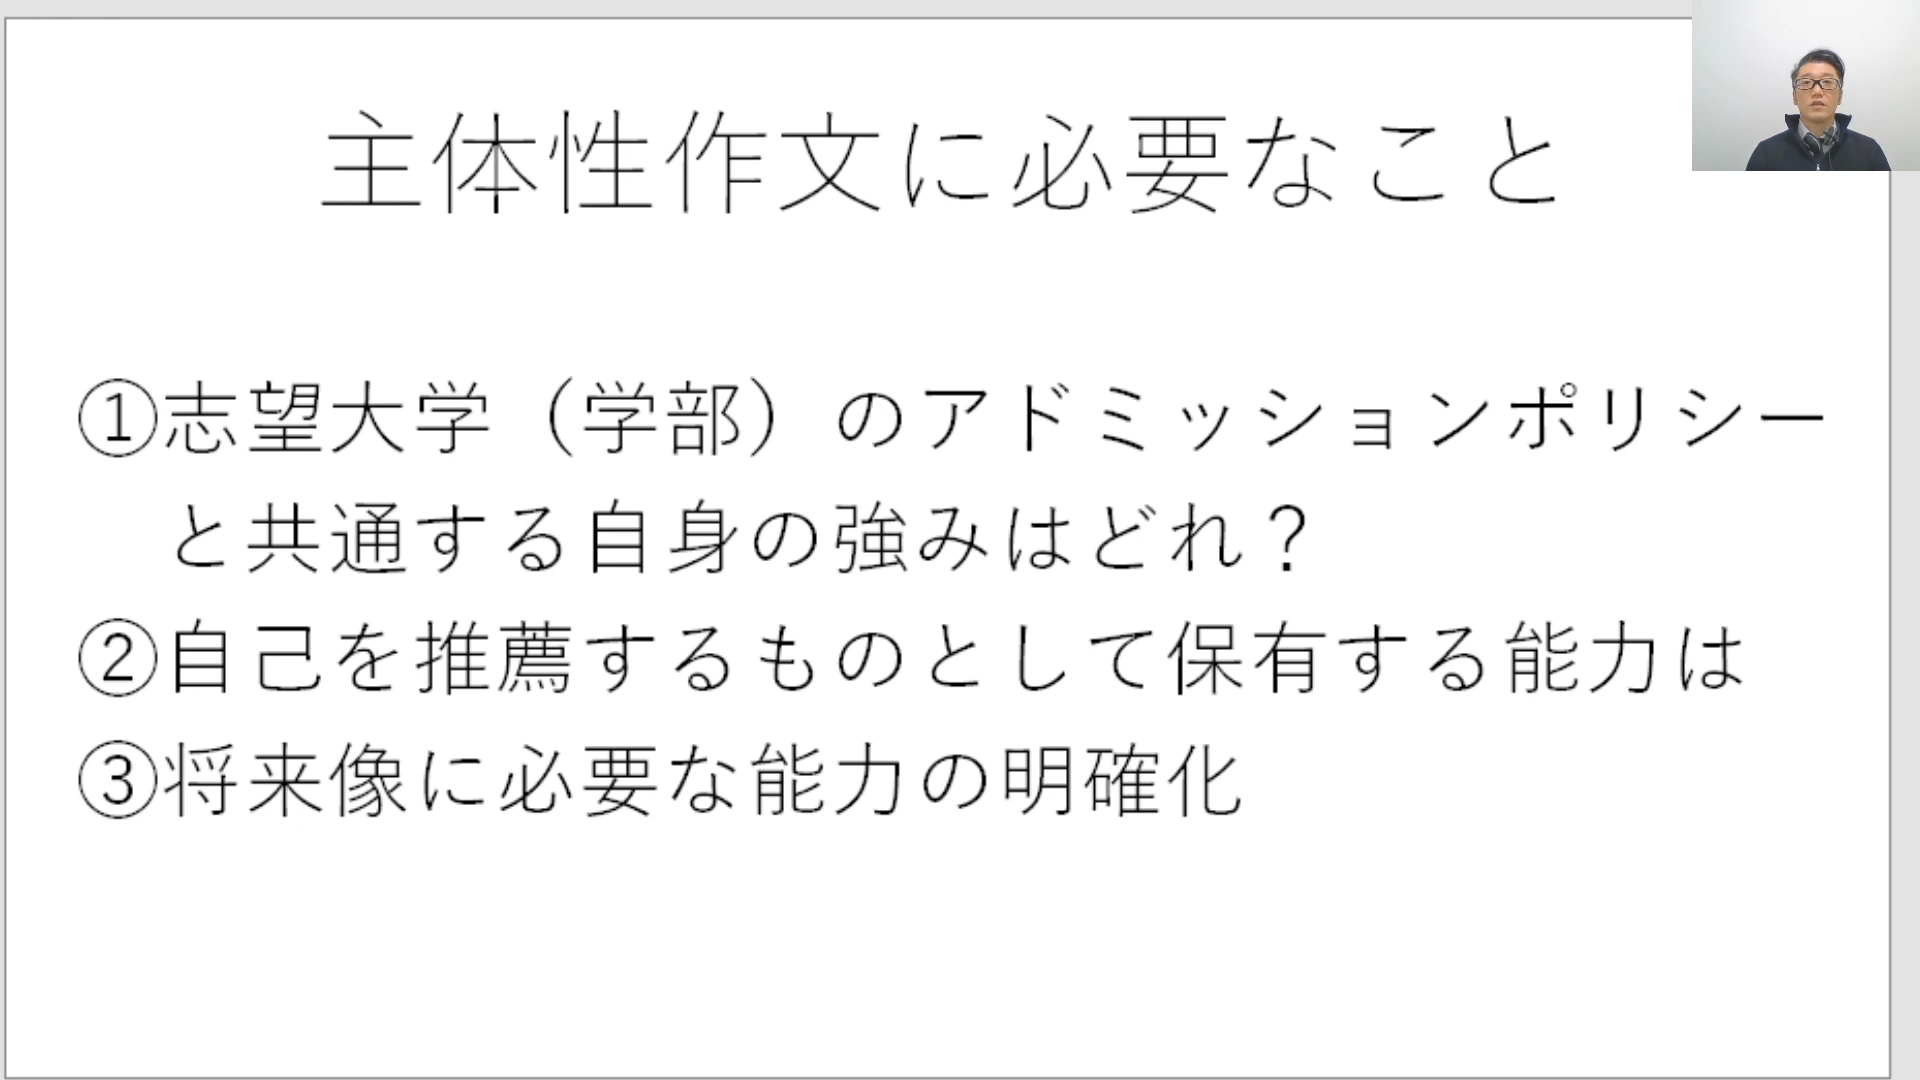 主体性作文に必要なこと
①志望大学（学部）のアドミッションポリシー
と共通する自身の強みはどれ？
②自己を推薦するものとして保有する能力は
③将来像に必要な能力の明確化